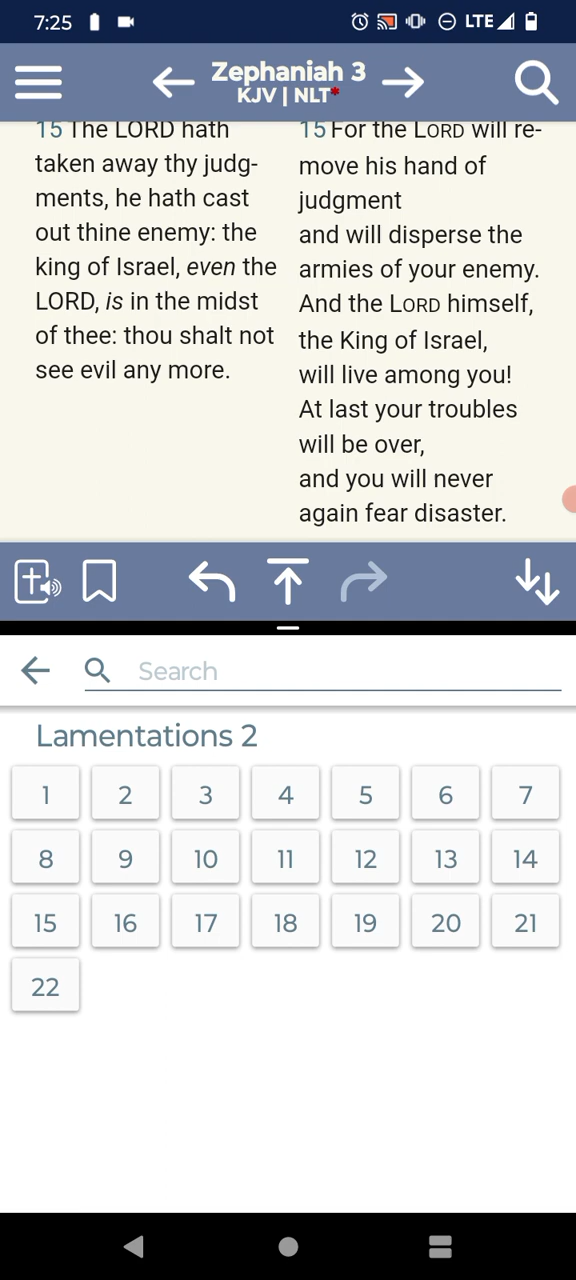 7:25
LTE
Zephaniah 3
KJV | NLT*
15 The LORD hath
taken away thy judg-
ments, he hath cast
out thine enemy: the
king of Israel, even the
LORD, is in the midst
of thee: thou shalt not
see evil any more.
15 For the LORD will re-
move his hand of
judgment
and will disperse the
armies of your enemy.
And the LORD himself,
the King of Israel,
will live among you!
At last your troubles
will be over,
and you will never
again fear disaster.
Search
Lamentations 2
1 2 3 4 5 6 7
8 9 10 11 12 13 14
15 16 17 18 19 20 21
22